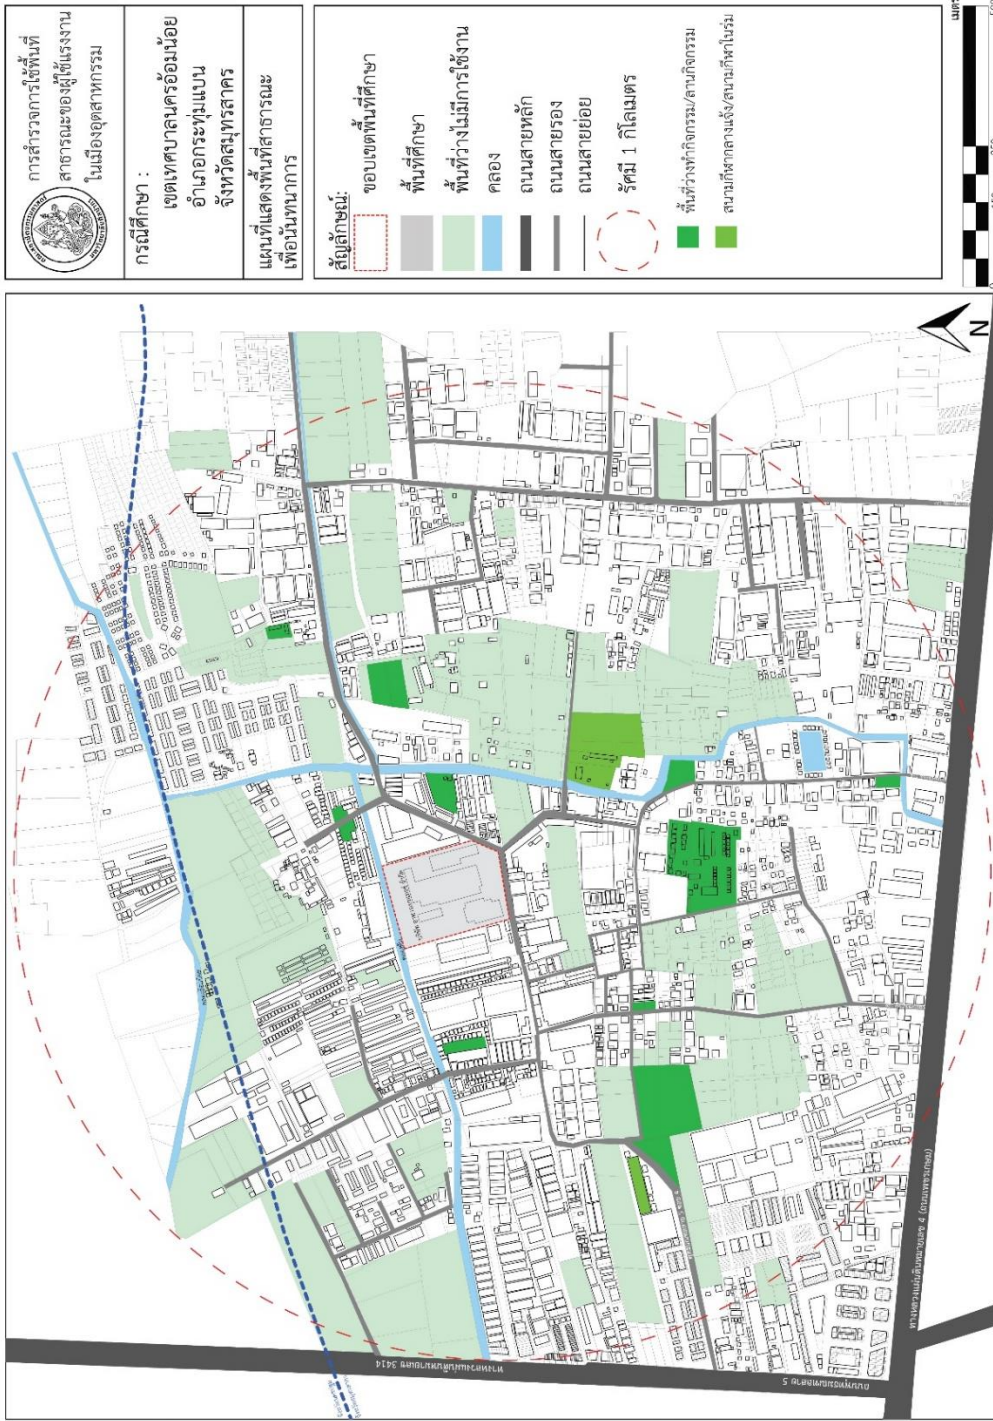 การสำรวจการใช้พื้นที่
สาธารณะของผู้ใช้แรงงาน
ในเมืองอุตสาหกรรม
กรณีศึกษา :
เขตเทศบาลนครอ้อมน้อย
อำเภอกระทุ่มแบน
จังหวัดสมุทรสาคร
แผนที่แสดงพื้นที่สาธารณะ
เพื่อนันทนาการ
สัญลักษณ์:
ขอบเขตพื้นที่ศึกษา
พื้นที่ศึกษา
พื้นที่ว่างไม่มีการใช้งาน
คลอง
ถนนสายหลัก
ถนนสายรอง
ถนนสายย่อย
รัศมี 1 กิโลเมตร
พื้นที่ว่างทำกิจกรรม/ลานกิจกรรม
สนามกีฬากลางแจ้ง/สนามกีฬาในร่ม
เมตร
0
N
ทางหลวงแผ่นดินหมายเลข 3414
ถนนพุทธมณฑลสาย 5
ทางหลวงแผ่นดินหมายเลข 4 (ถนนเพชรเกษม)